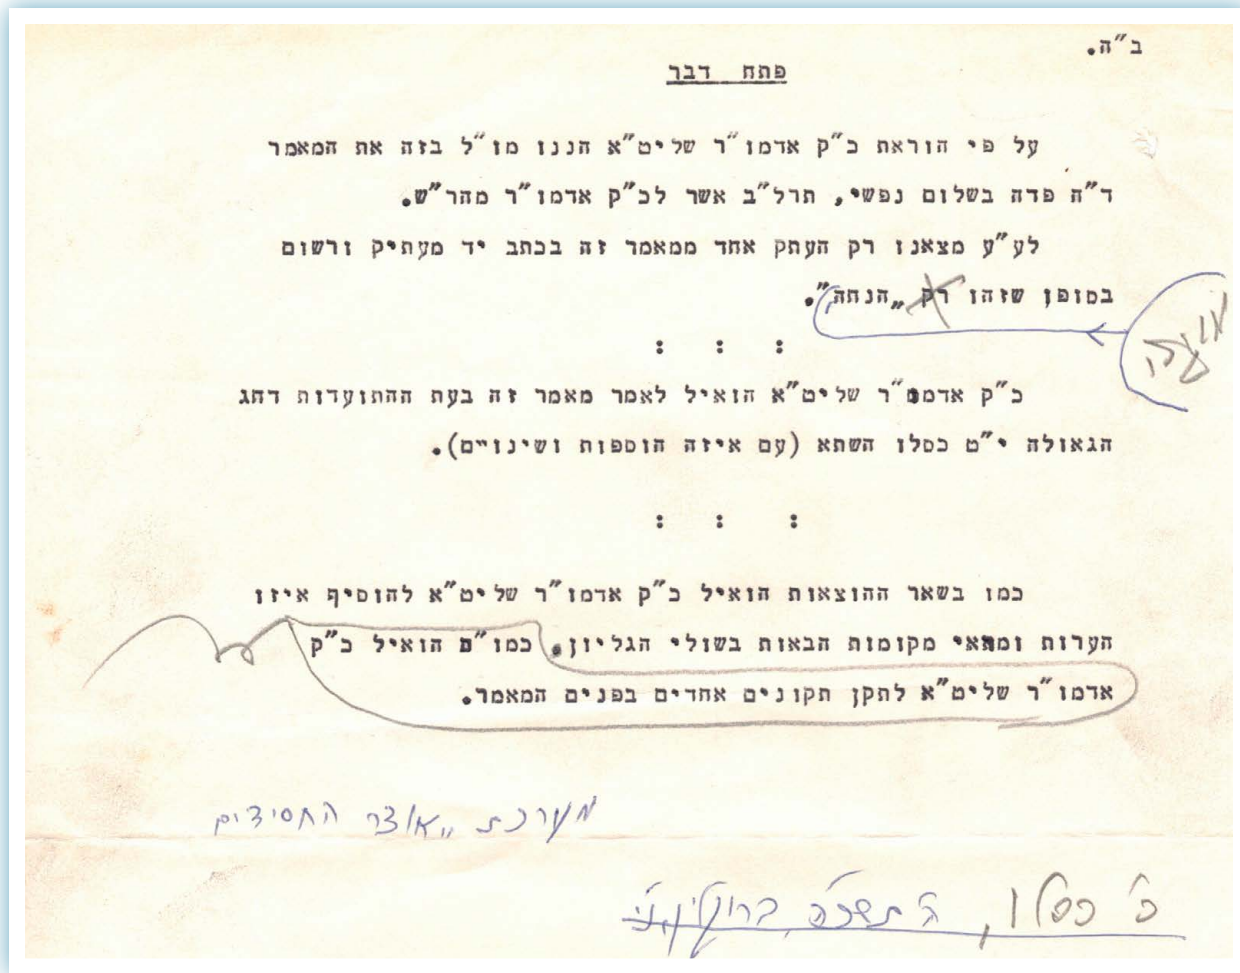 ב"ה.
פתח דבר
על פי הוראת כ"ק אדמו"ר שליט"א הננו מו"ל בזה את המאמר
ד"ה פדה בשלום נפשי, תרל"ב אשר לכ"ק אדמו"ר מהר"ש.
לע"ע מצאנו רק העתק אחד ממאמר זה בכתב יד מעתיק ורשום
בסופן שזהו רק „הנחה".
: : :
כ"ק אדמו"ר שליט"א הואיל לאמר מאמר זה בעת ההתועדות דחג
הגאולה י"ט כסלו השתא (עם איזה הוספות ושינויים).
: : :
כמו בשאר ההוצאות הואיל כ"ק אדמו"ר שליט"א להוסיף איזו
הערות ומראי מקומות הבאות בשולי הגליון. כמו"כ הואיל כ"ק
אדמו"ר שליט"א לתקן תקונים אחדים בפנים המאמר.
מערכת „אוצר החסידים
כ' כסלו, ה'תשכ"ה, ברוקלין, נ.י.